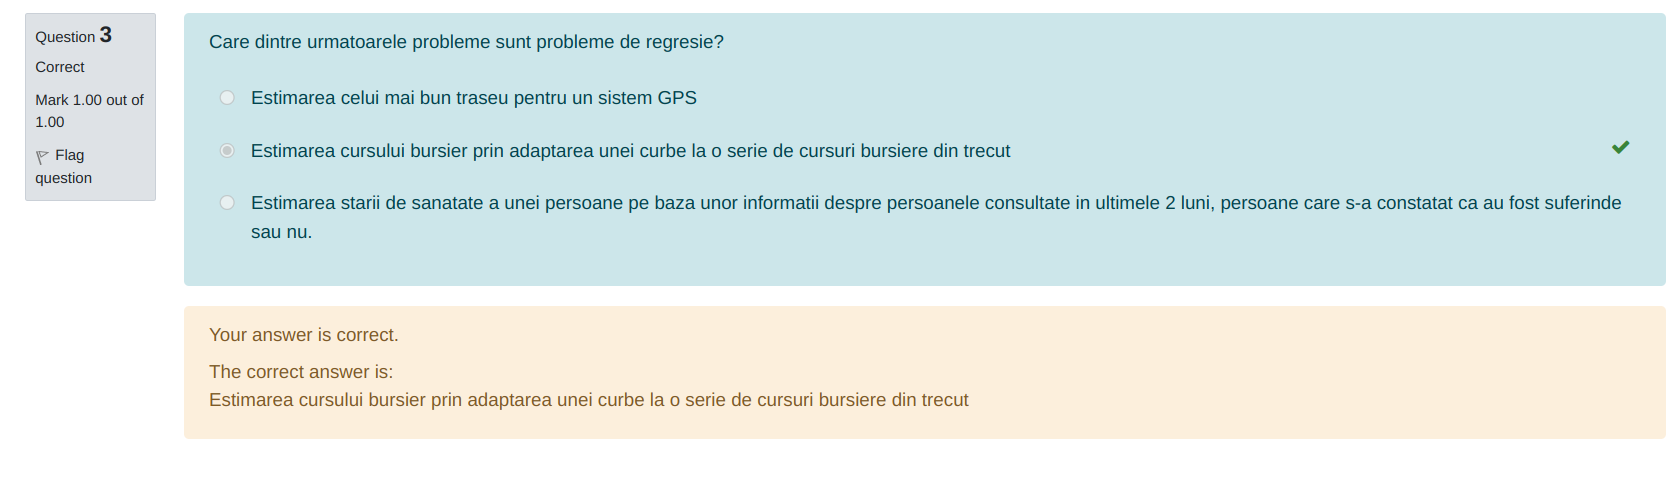 Question 3
Correct
Mark 1.00 out of
1.00
Flag
question
Care dintre urmatoarele probleme sunt probleme de regresie?
Estimarea celui mai bun traseu pentru un sistem GPS
Estimarea cursului bursier prin adaptarea unei curbe la o serie de cursuri bursiere din trecut
Estimarea starii de sanatate a unei persoane pe baza unor informatii despre persoanele consultate in ultimele 2 luni, persoane care s-a constatat ca au fost suferinde
sau nu.
Your answer is correct.
The correct answer is:
Estimarea cursului bursier prin adaptarea unei curbe la o serie de cursuri bursiere din trecut